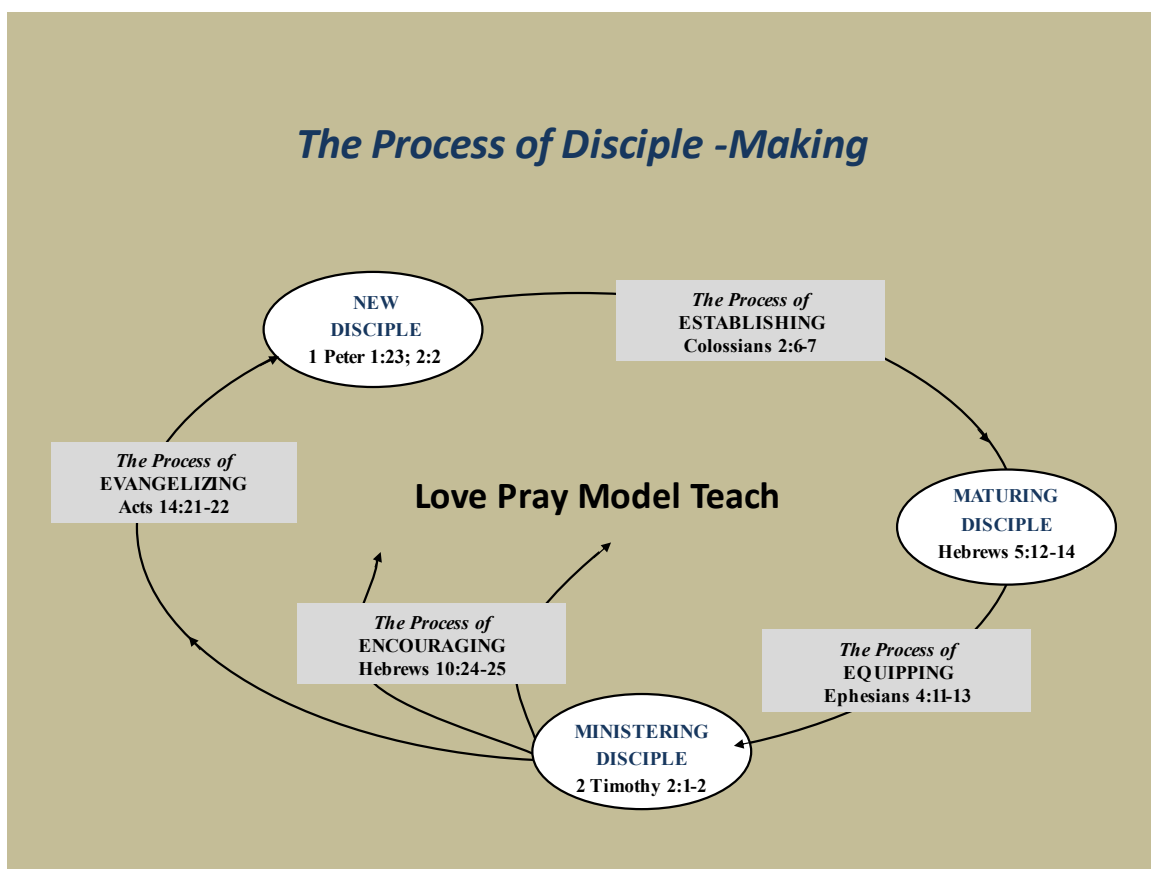 The Process of Disciple -Making
NEW
DISCIPLE
1 Peter 1:23; 2:2
The Process of
ESTABLISHING
Colossians 2:6-7
The Process of
EVANGELIZING
Acts 14:21-22
Love Pray Model Teach
MATURING
DISCIPLE
Hebrews 5:12-14
The Process of
ENCOURAGING
Hebrews 10:24-25
The Process of
EQUIPPING
Ephesians 4:11-13
MINISTERING
DISCIPLE
2 Timothy 2:1-2